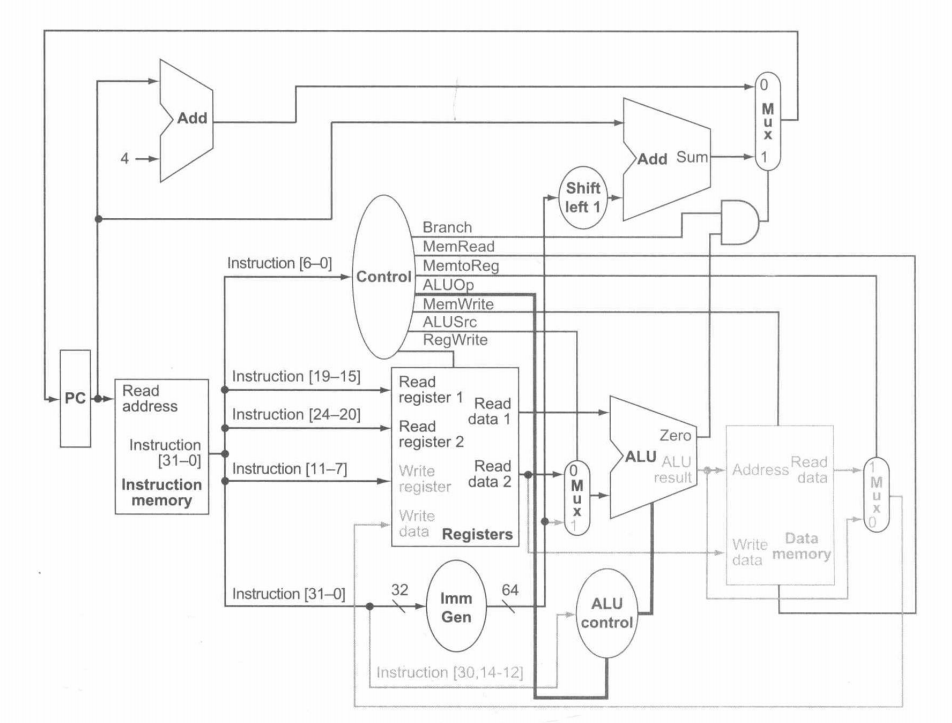 0
Mux
1
Add
4
Add
Sum
Shift
left 1
Branch
MemRead
Instruction [6–0]
Control
MemtoReg
ALUOp
MemWrite
ALUSrc
RegWrite
PC
Read
address
Instruction
[31–0]
Instruction
memory
Instruction [19–15]
Instruction [24–20]
Instruction [11–7]
Read
register 1
Read
register 2
Write
register
Write
data
Read
data 1
Read
data 2
Registers
0
Mux
1
Zero
ALU
ALU
result
Address
Read
data
Write
data
Data
memory
1
Mux
0
Instruction [31–0]
32
Imm
Gen
64
ALU
control
Instruction [30,14-12]